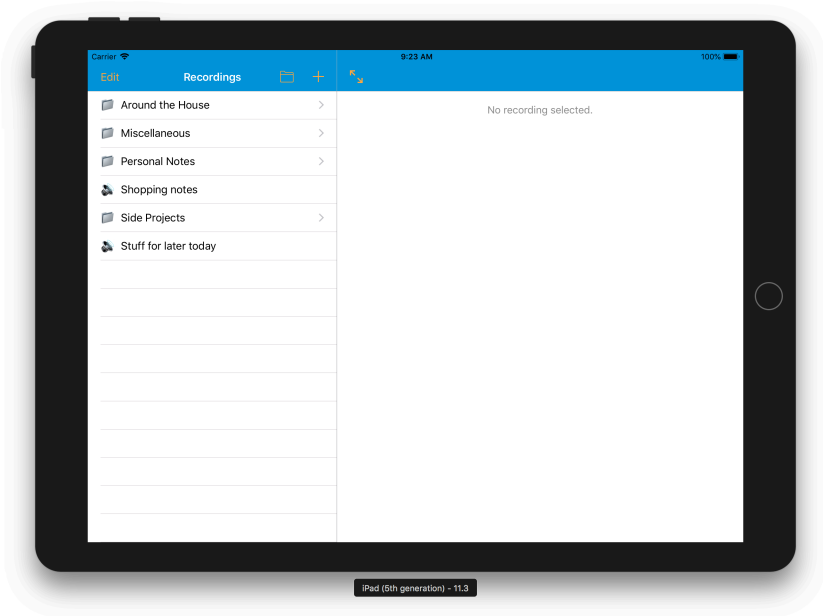 Carrier 9:23 AM 100%
Edit Recordings
Around the House
No recording selected.
Miscellaneous
Personal Notes
Shopping notes
Side Projects
Stuff for later today
iPad (5th generation) - 11.3